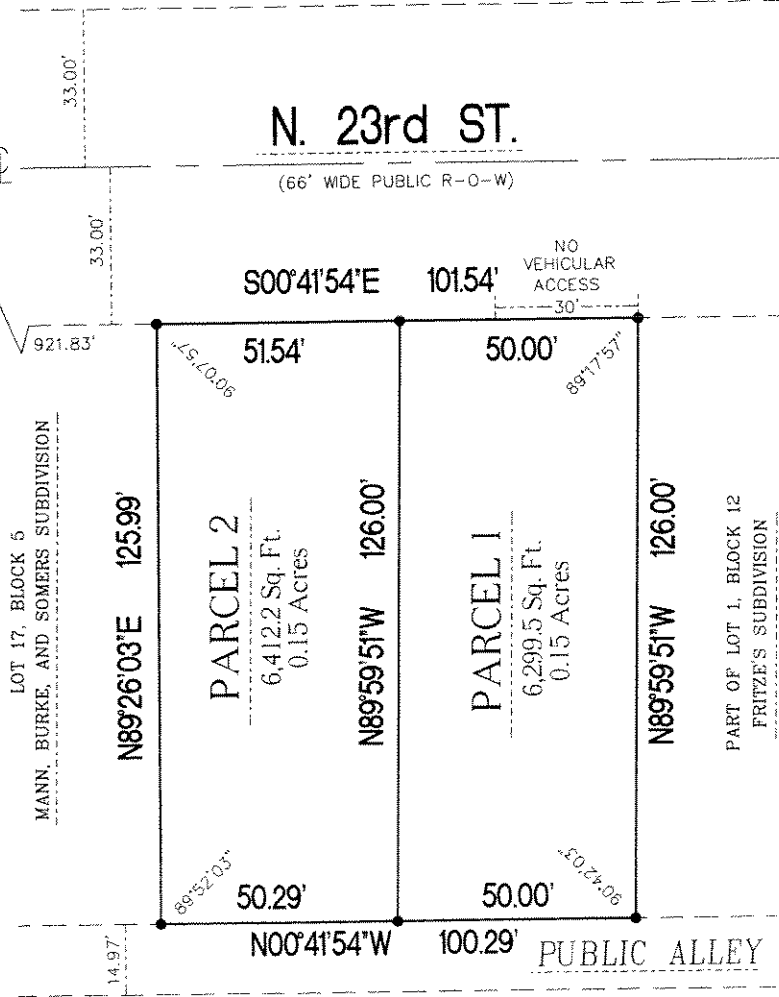 33.00'
N. 23rd ST.
(66' WIDE PUBLIC R-O-W)
33.00'
NO
VEHICULAR
ACCESS
30'
S00°41'54"E 101.54'
921.83'
51.54'
50.00'
90°07'57"
89°17'57"
LOT 17, BLOCK 5
MANN, BURKE, AND SOMERS SUBDIVISION
N89°26'03"E 125.99'
PARCEL 2
6,412.2 Sq. Ft.
0.15 Acres
N89°59'51"W 126.00'
PARCEL 1
6,299.5 Sq. Ft.
0.15 Acres
N89°59'51"W 126.00'
PART OF LOT 1, BLOCK 12
FRITZE'S SUBDIVISION
89°52'03"
90°42'03"
50.29'
50.00'
N00°41'54"W 100.29'
14.97'
PUBLIC ALLEY